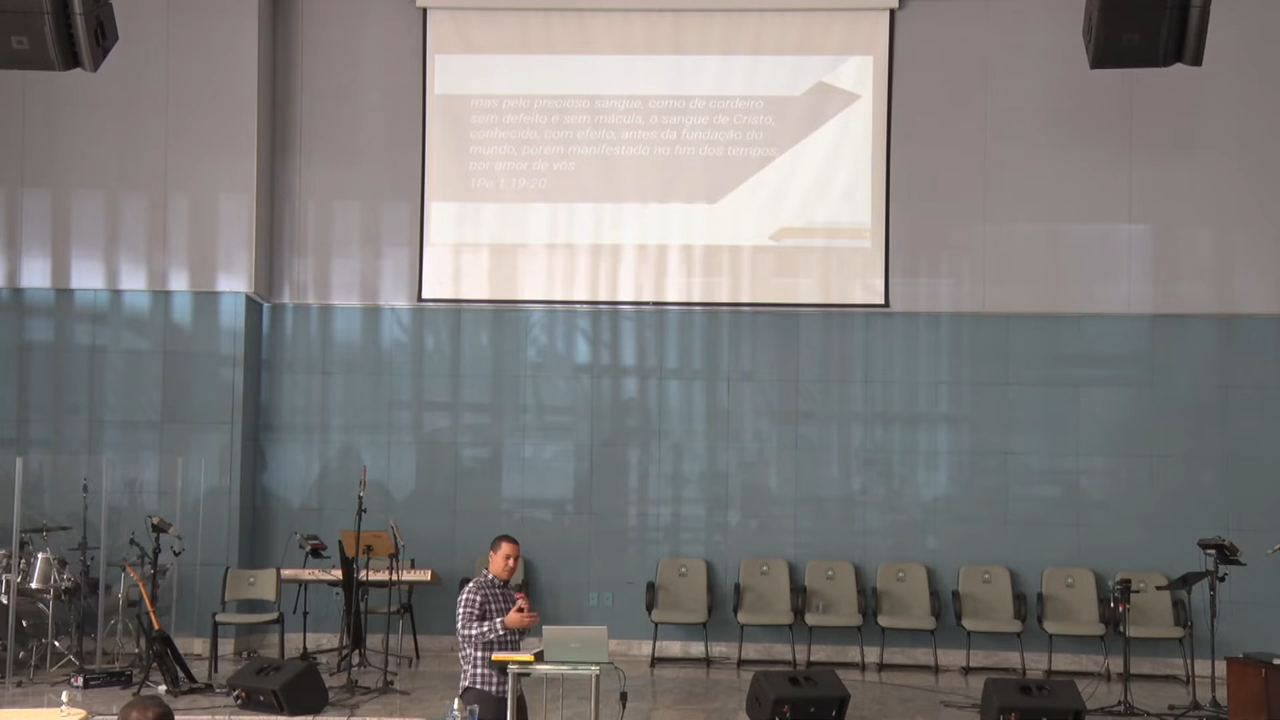 mas pelo precioso sangue, como de cordeiro
sem defeito e sem mácula, o sangue de Cristo,
conhecido, com efeito, antes da fundação do
mundo, porém manifestado no fim dos tempos,
por amor de vós
1Pe 1.19-20